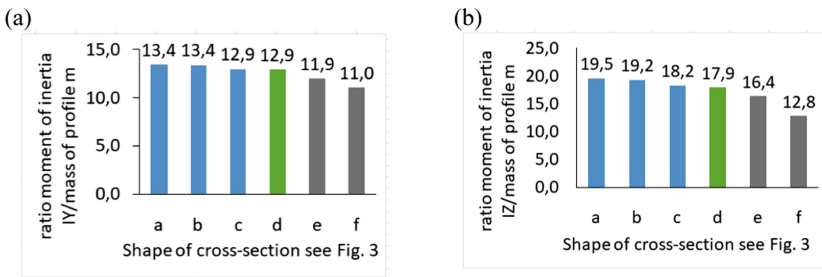 (a)
ratio moment of inertia
IY/mass of profile m
15,0
10,0
5,0
0,0
13,4 13,4 12,9 12,9 11,9 11,0
a b c d e f
Shape of cross-section see Fig. 3
(b)
ratio moment of inertia
IZ/mass of profile m
25,0
20,0
15,0
10,0
5,0
0,0
19,5 19,2 18,2 17,9 16,4 12,8
a b c d e f
Shape of cross-section see Fig. 3